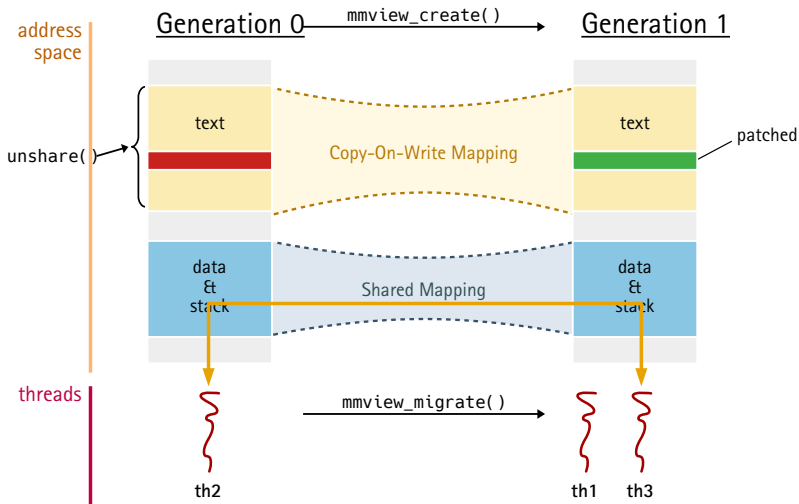 address
space
Generation 0
mmview_create()
Generation 1
text
text
patched
unshare()
Copy-On-Write Mapping
data
&
stack
Shared Mapping
data
&
stack
threads
mmview_migrate()
th2
th1
th3